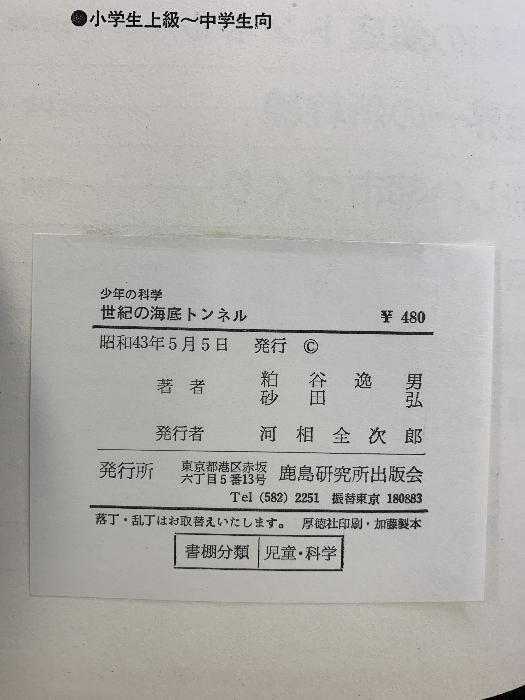 ●小学生上級〜中学生向
少年の科学
世紀の海底トンネル ¥ 480
昭和43年5月5日 発行 ©
著者 粕谷逸男
砂田弘
発行者 河相全次郎
発行所 東京都港区赤坂六丁目5番13号 鹿島研究所出版会
Tel (582) 2251 振替東京 180883
落丁・乱丁はお取替えいたします。 厚徳社印刷・加藤製本
書棚分類 児童・科学